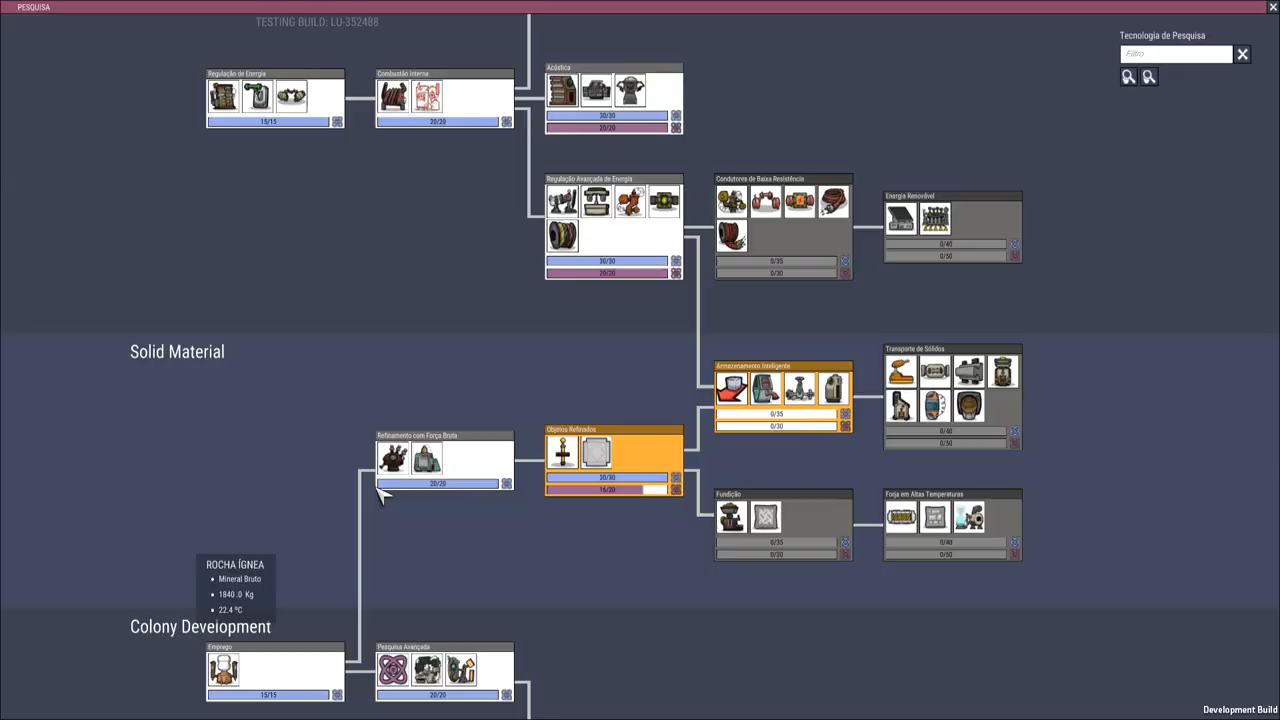 PESQUISA
TESTING BUILD: LU-352488
Tecnologia de Pesquisa
Filtro
Regulação de Energia
15/15
Combustão Interna
20/20
Acústica
30/30
20/20
Regulação Avançada de Energia
30/30
20/20
Condutores de Baixa Resistência
0/35
0/30
Energia Renovável
0/40
0/50
Solid Material
Armazenamento Inteligente
0/35
0/30
Transporte de Sólidos
0/40
0/50
Refinamento com Força Bruta
20/20
Objetos Refinados
30/30
16/20
Fundição
0/35
0/30
Forja em Altas Temperaturas
0/40
0/50
ROCHA ÍGNEA
Mineral Bruto
1840 .0 Kg
22.4 ºC
Colony Development
Emprego
15/15
Pesquisa Avançada
20/20
Development Build